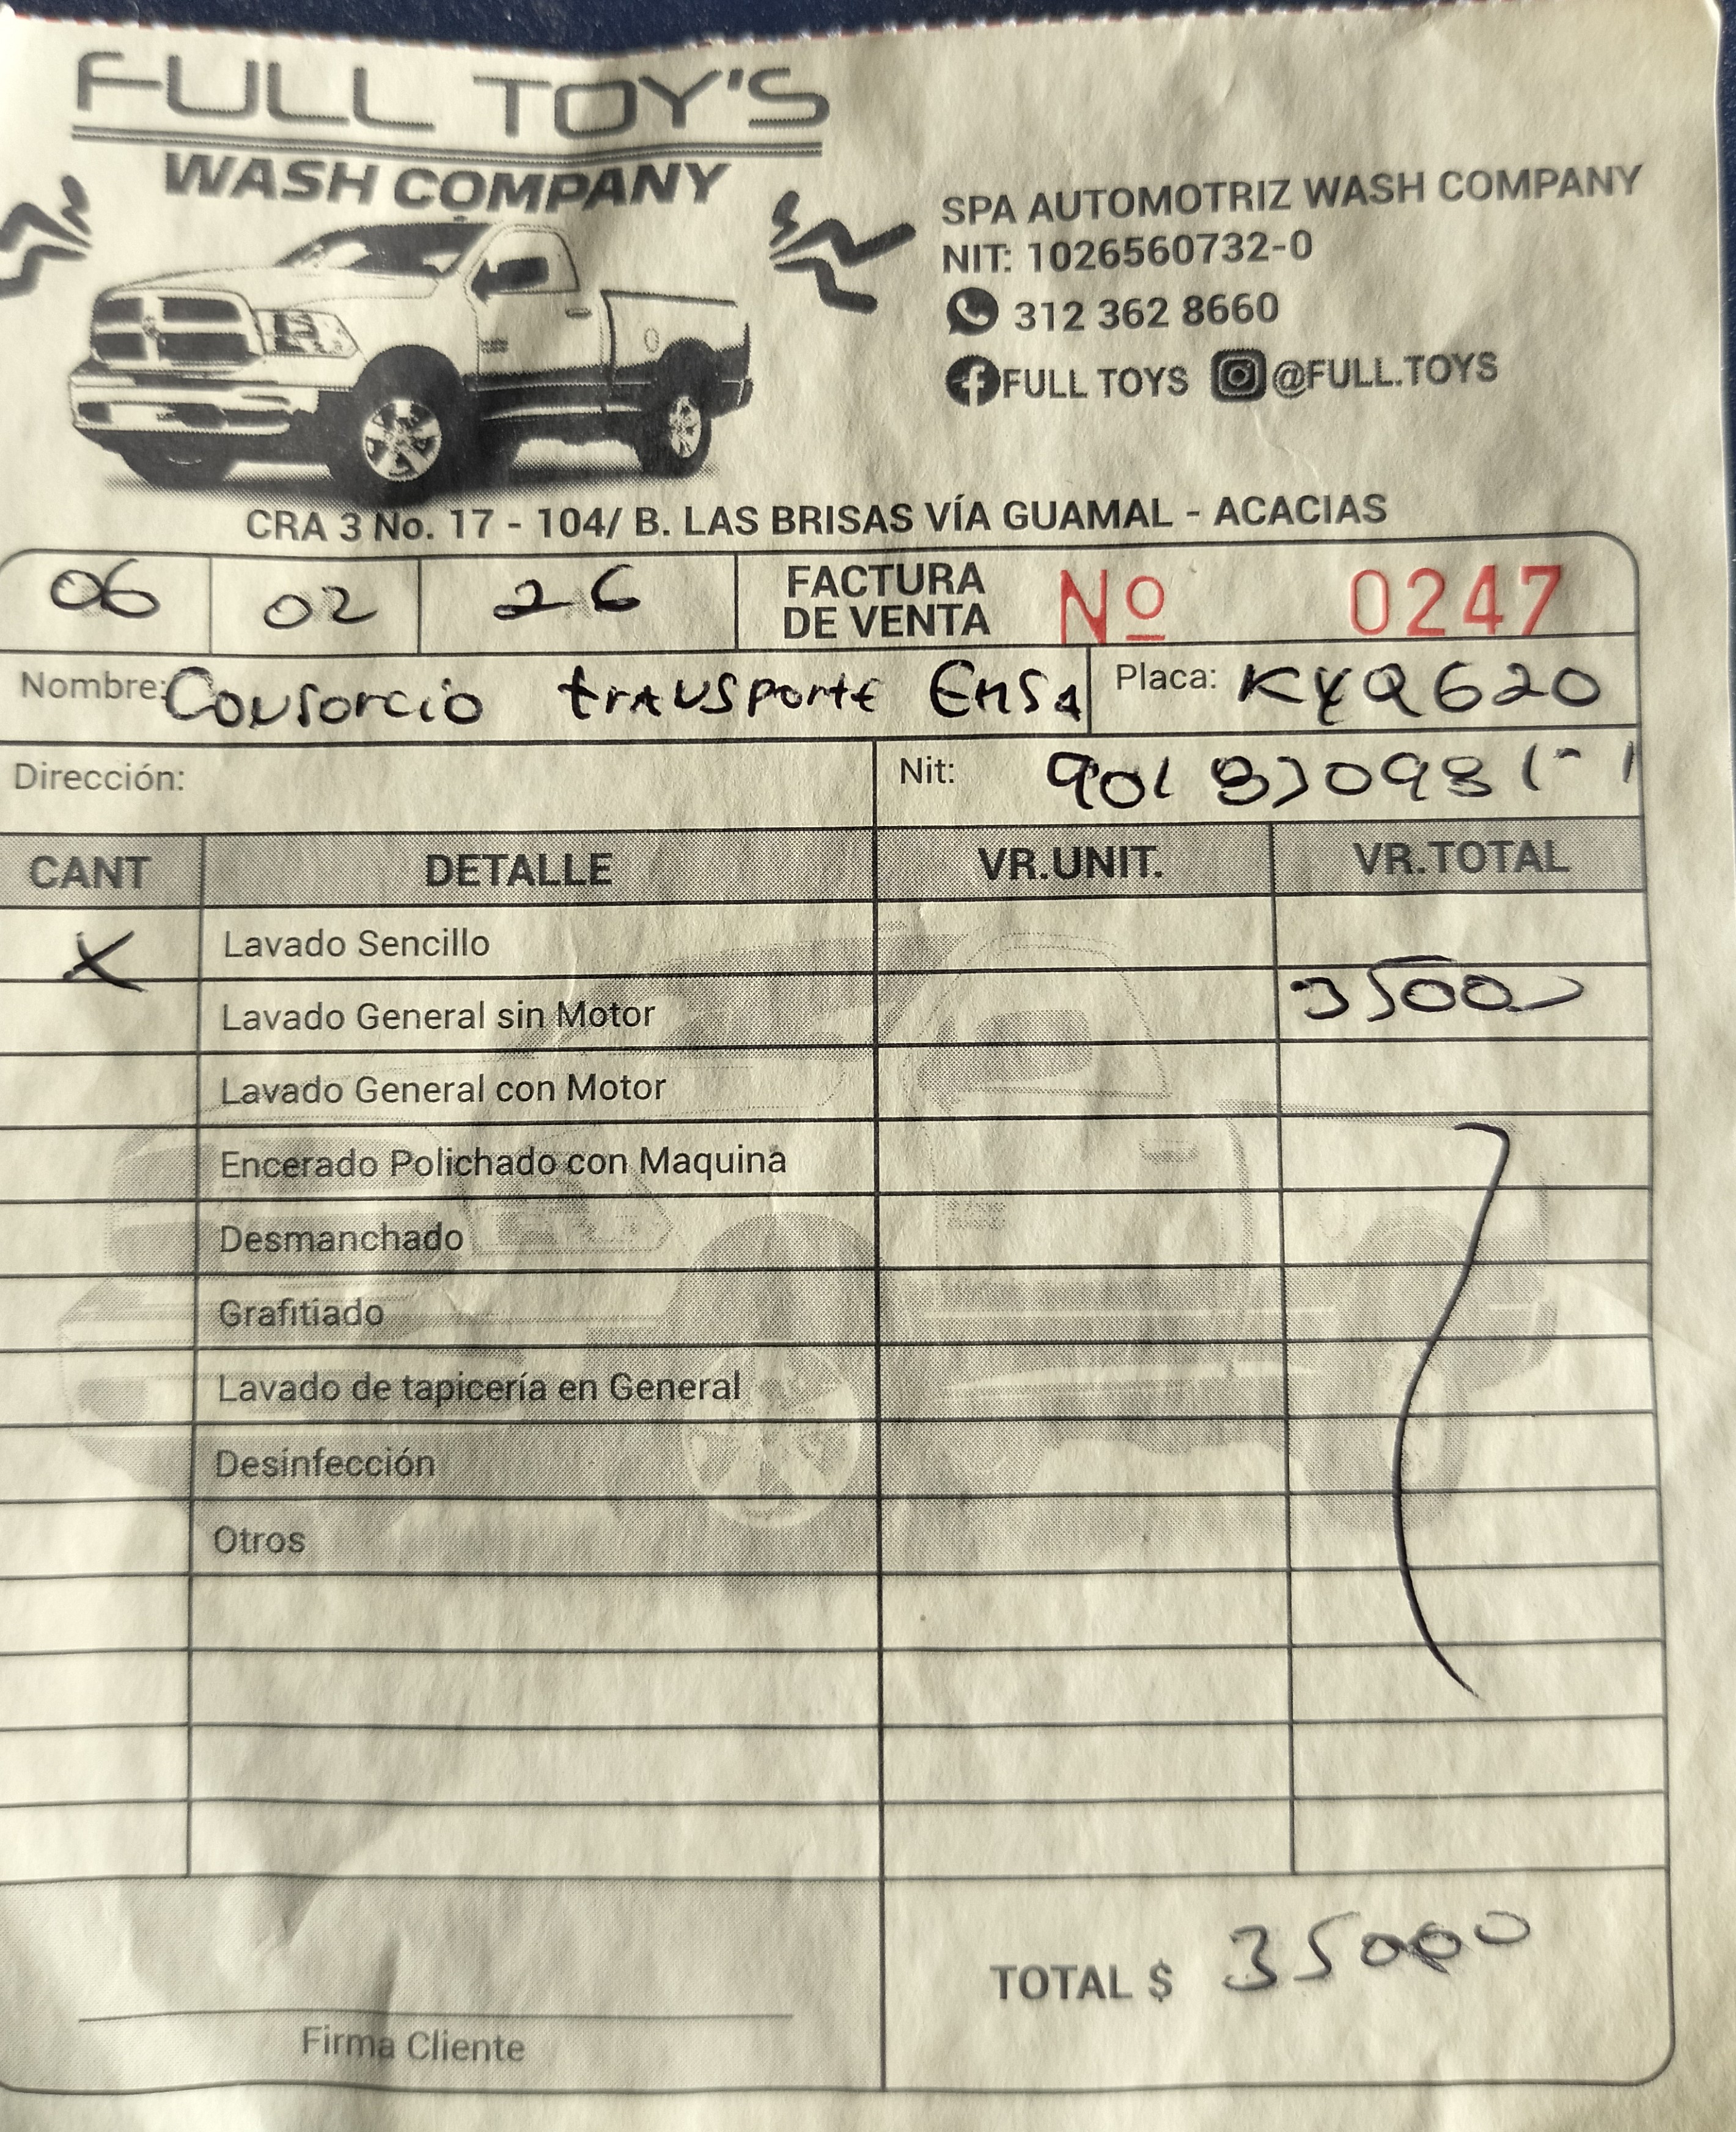 FULL TOY'S
WASH COMPANY
SPA AUTOMOTRIZ WASH COMPANY
NIT: 1026560732-0
312 362 8660
FULL TOYS @FULL.TOYS
CRA 3 No. 17 - 104/ B. LAS BRISAS VÍA GUAMAL - ACACIAS
06 02 26 FACTURA DE VENTA Nº 0247
Nombre: Consorcio transporte EMSA Placa: KYQ620
Dirección: Nit:
CANT DETALLE VR.UNIT. VR.TOTAL
X Lavado Sencillo 35000
Lavado General sin Motor
Lavado General con Motor
Encerado Polichado con Maquina
Desmanchado
Grafitiado
Lavado de tapicería en General
Desinfección
Otros
TOTAL $ 35000
Firma Cliente